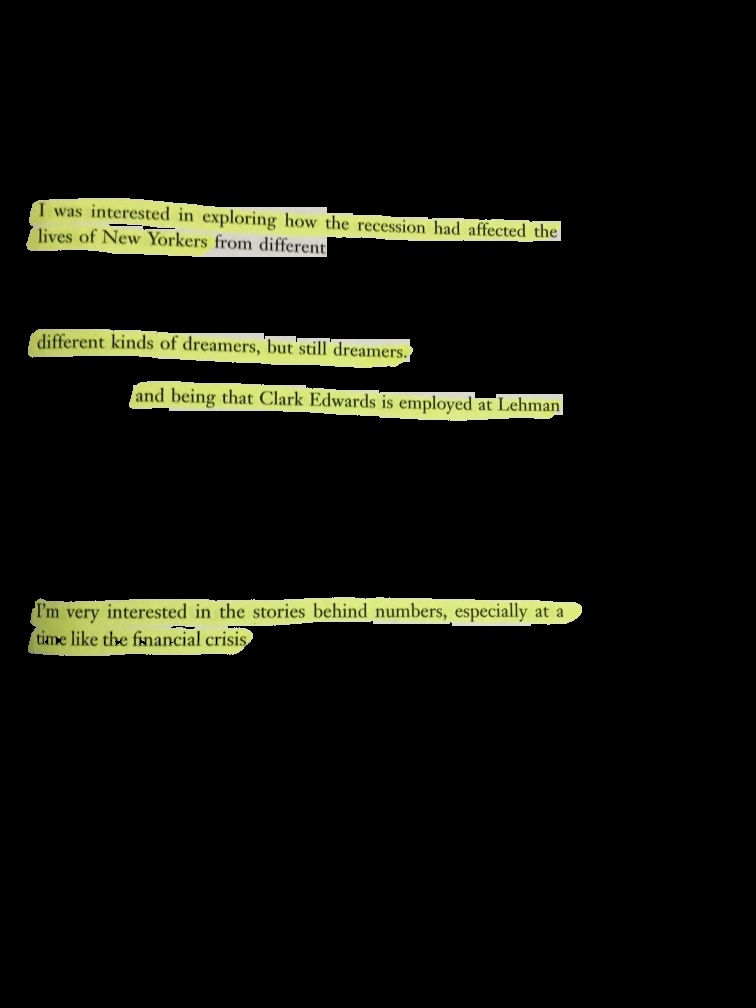 I was interested in exploring how the recession had affected the
lives of New Yorkers from different
different kinds of dreamers, but still dreamers.
and being that Clark Edwards is employed at Lehman
I'm very interested in the stories behind numbers, especially at a
time like the financial crisis